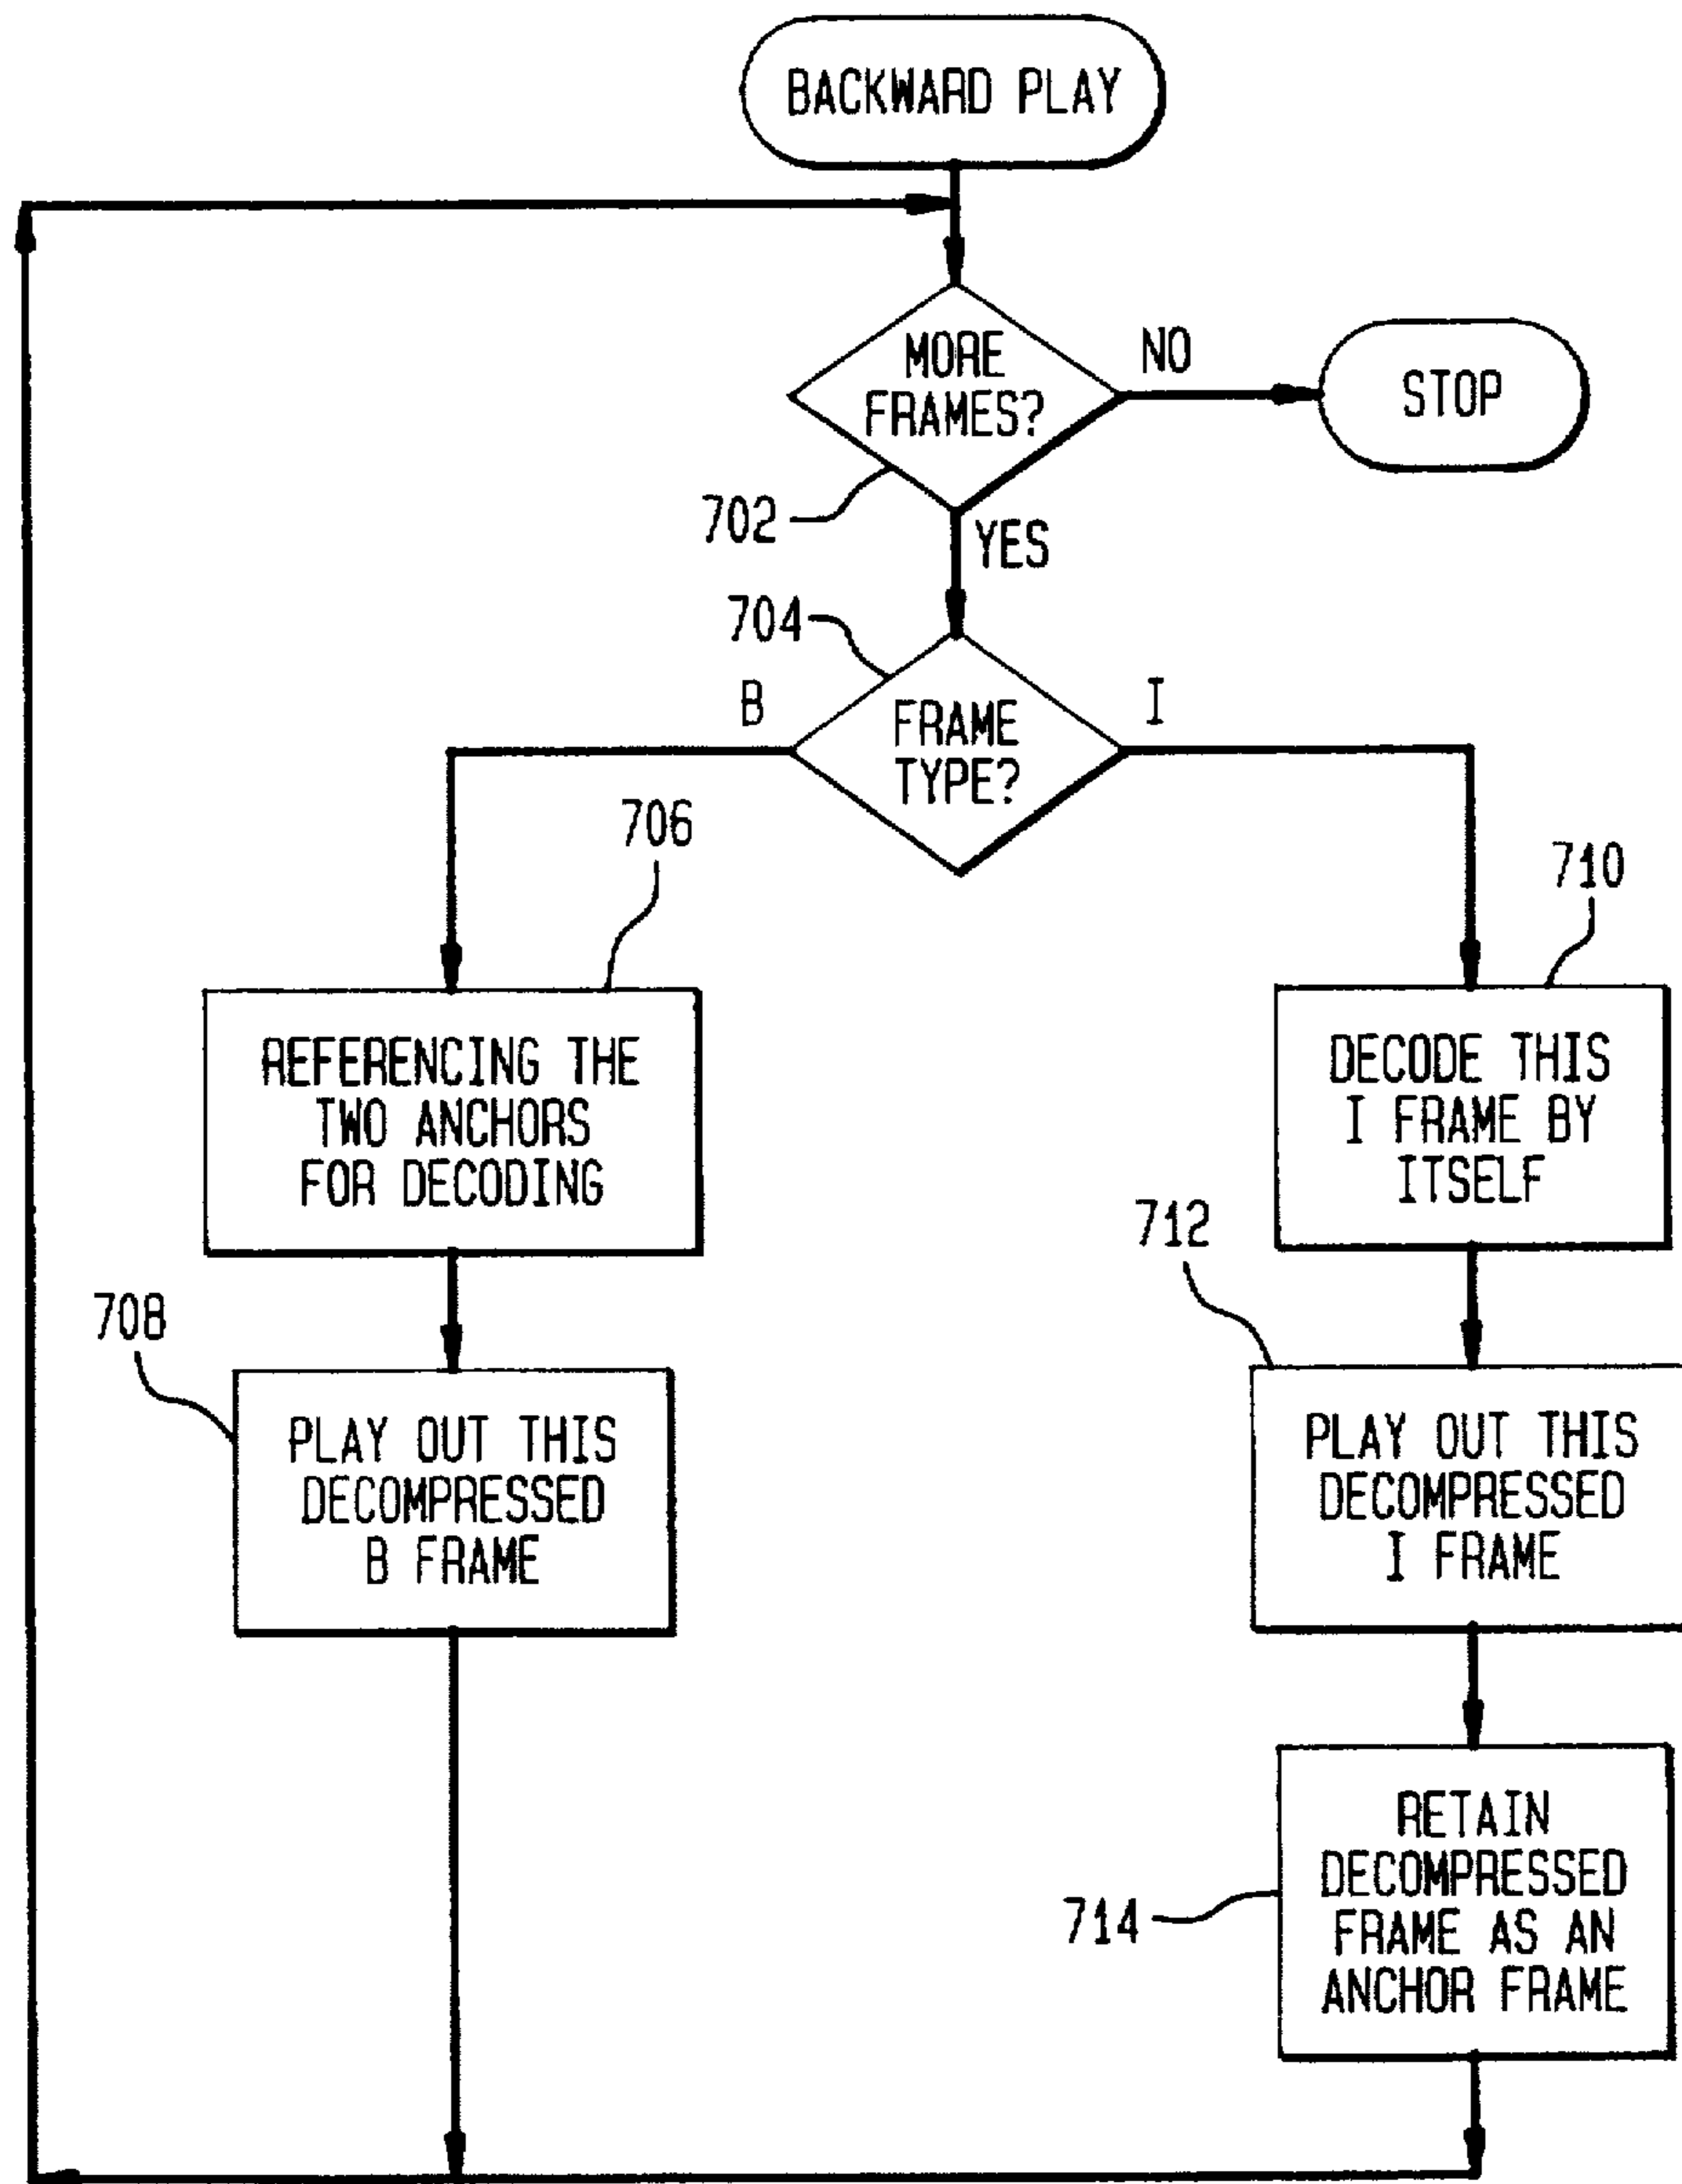 BACKWARD PLAY
MORE
FRAMES?
NO
STOP
702
YES
704
B
I
FRAME
TYPE?
706
710
REFERENCING THE
TWO ANCHORS
FOR DECODING
DECODE THIS
I FRAME BY
ITSELF
708
712
PLAY OUT THIS
DECOMPRESSED
B FRAME
PLAY OUT THIS
DECOMPRESSED
I FRAME
714
RETAIN
DECOMPRESSED
FRAME AS AN
ANCHOR FRAME